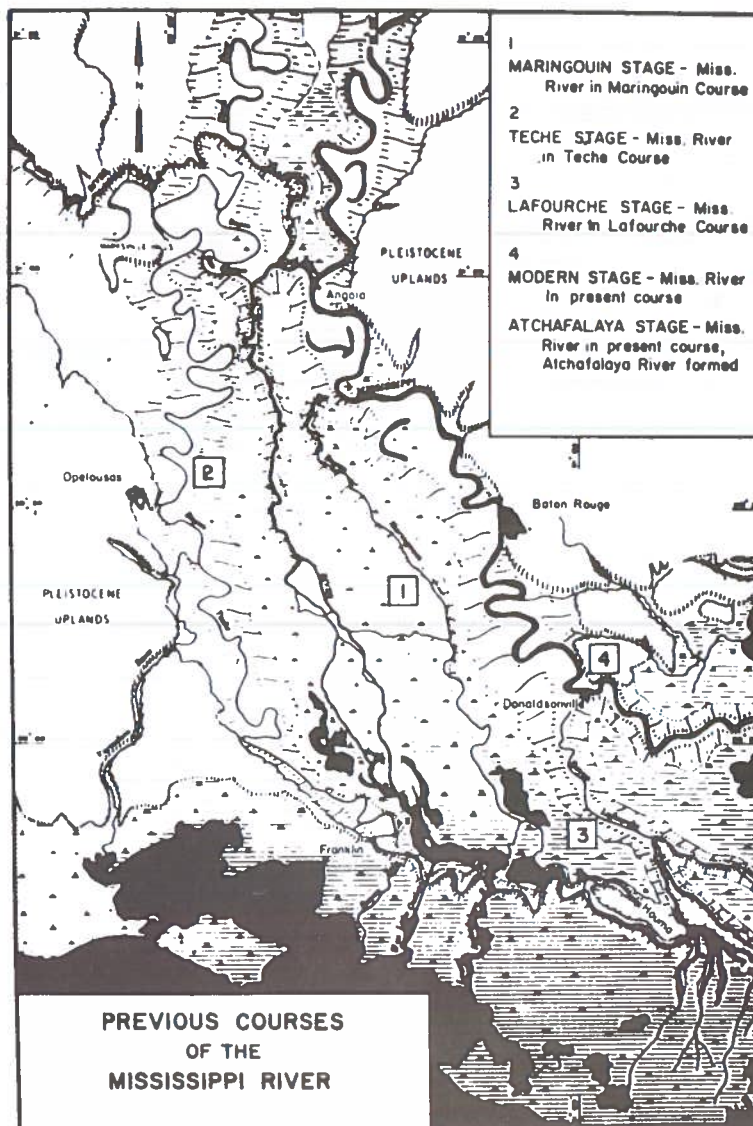 1
MARINGOUIN STAGE - Miss.
River in Maringouin Course
2
TECHE STAGE - Miss. River
in Teche Course
3
LAFOURCHE STAGE - Miss.
River in Lafourche Course
4
MODERN STAGE - Miss. River
in present course
ATCHAFALAYA STAGE - Miss.
River in present course,
Atchafalaya River formed
N
PLEISTOCENE
UPLANDS
Angola
MISSISSIPPI
2
Opelousas
Baton Rouge
1
PLEISTOCENE
UPLANDS
4
Donaldsonville
3
Franklin
Houma
PREVIOUS COURSES
OF THE
MISSISSIPPI RIVER